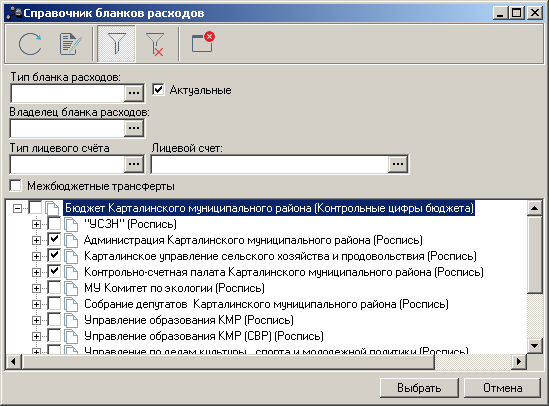 Справочник бланков расходов
Тип бланка расходов:
Актуальные
Владелец бланка расходов:
Тип лицевого счёта
Лицевой счет:
Межбюджетные трансферты
Бюджет Карталинского муниципального района (Контрольные цифры бюджета)
"УСЗН" (Роспись)
Администрация Карталинского муниципального района (Роспись)
Карталинское управление сельского хозяйства и продовольствия (Роспись)
Контрольно-счетная палата Карталинского муниципального района (Роспись)
МУ Комитет по экологии (Роспись)
Собрание депутатов Карталинского муниципального района (Роспись)
Управление образования КМР (Роспись)
Управление образования КМР (СВР) (Роспись)
Управление по делам культуры, спорта и молодежной политики (Роспись)
Выбрать
Отмена